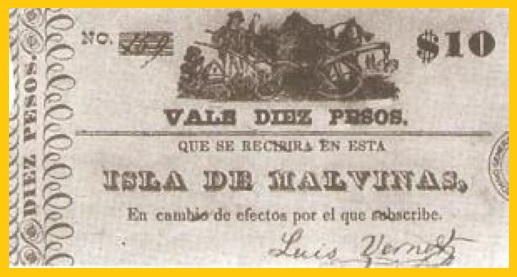 DIEZ PESOS.
NO.
$10
VALE DIEZ PESOS.
QUE SE RECIBIRA EN ESTA
ISLA DE MALVINAS,
En cambio de efectos por el que subscribe.
Luis Vernet